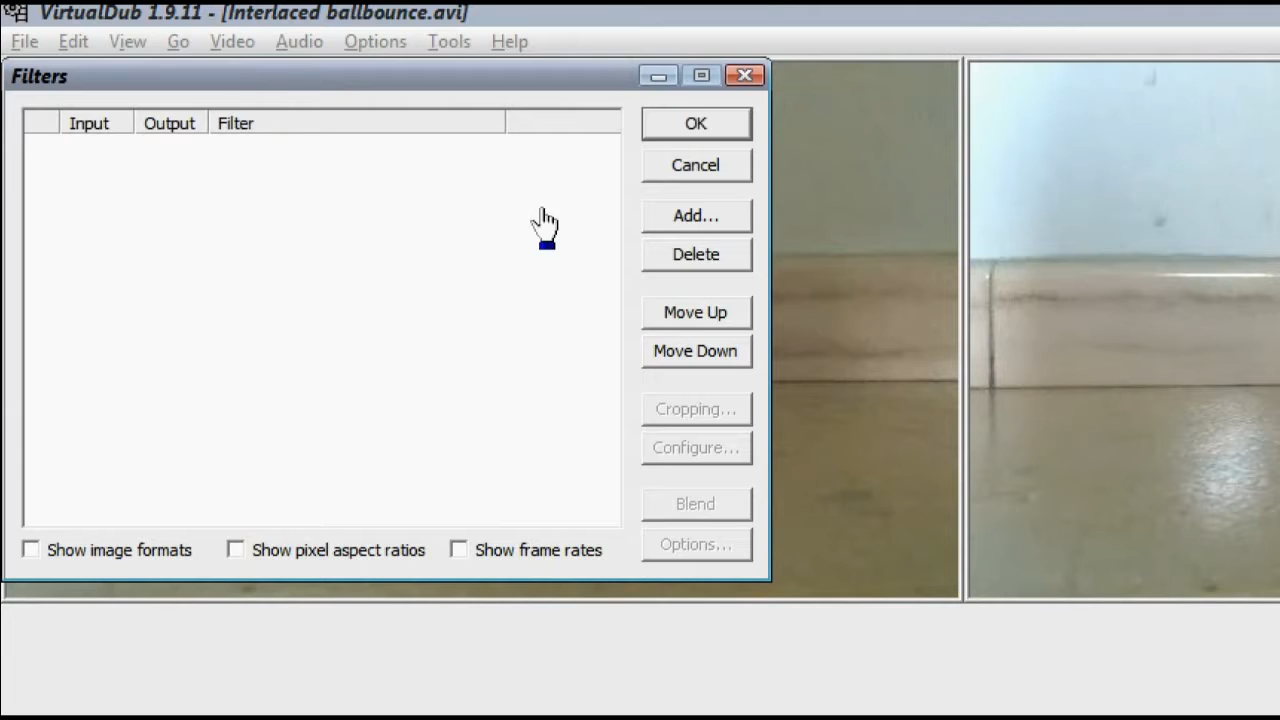 VirtualDub 1.9.11 - [Interlaced ballbounce.avi]
File Edit View Go Video Audio Options Tools Help
Filters
Input Output Filter
OK
Cancel
Add...
Delete
Move Up
Move Down
Cropping...
Configure...
Blend
Options...
Show image formats Show pixel aspect ratios Show frame rates